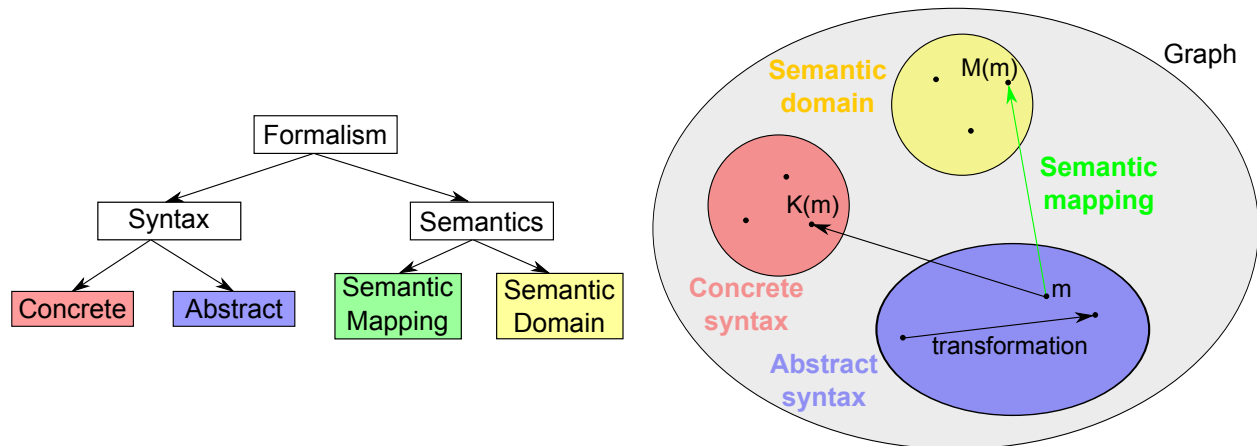 Formalism
Syntax
Semantics
Concrete
Abstract
Semantic
Mapping
Semantic
Domain
Graph
Semantic
domain
M(m)
Semantic
mapping
K(m)
Concrete
syntax
m
transformation
Abstract
syntax